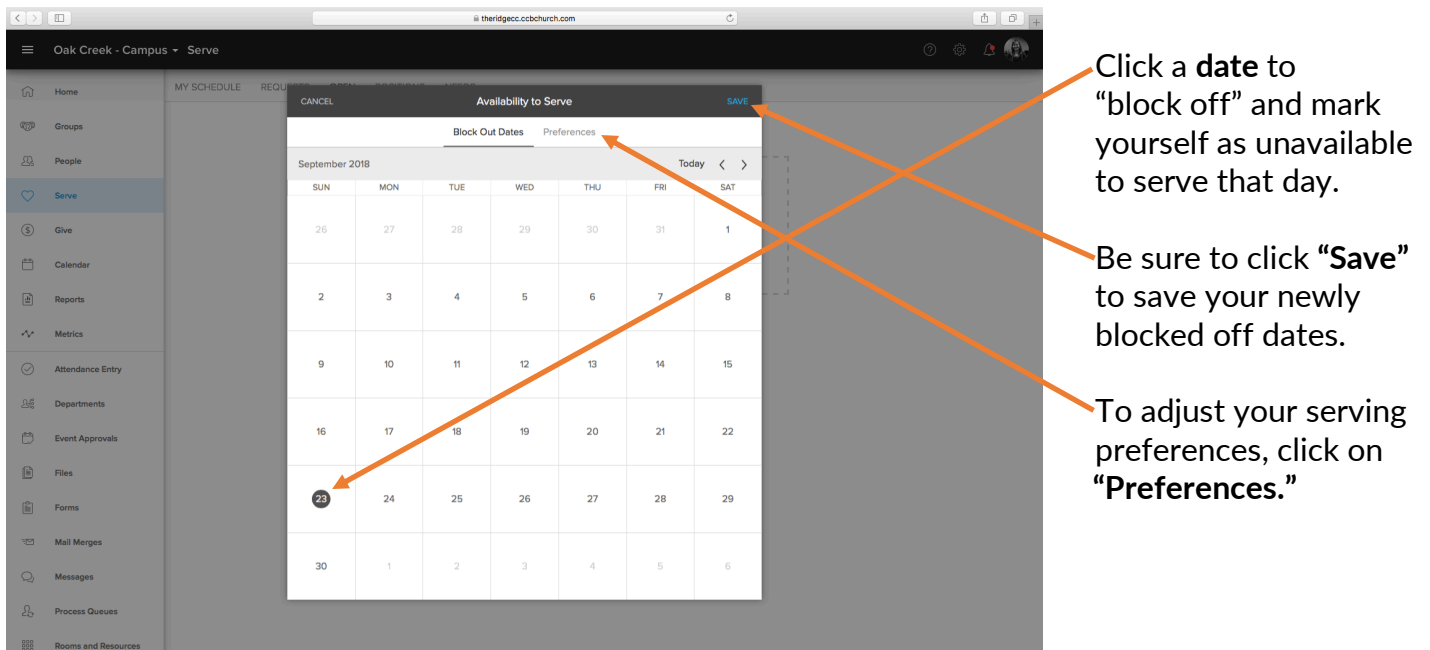 theridgecc.ccbchurch.com
Oak Creek - Campus Serve
Home
Groups
People
Serve
Give
Calendar
Reports
Metrics
Attendance Entry
Departments
Event Approvals
Files
Forms
Mail Merges
Messages
Process Queues
Rooms and Resources
MY SCHEDULE
CANCEL Availability to Serve SAVE
Block Out Dates Preferences
September 2018 Today
SUN MON TUE WED THU FRI SAT
26 27 28 29 30 31 1
2 3 4 5 6 7 8
9 10 11 12 13 14 15
16 17 18 19 20 21 22
23 24 25 26 27 28 29
30 1 2 3 4 5 6
Click a date to
“block off” and mark
yourself as unavailable
to serve that day.
Be sure to click “Save”
to save your newly
blocked off dates.
To adjust your serving
preferences, click on
“Preferences.”